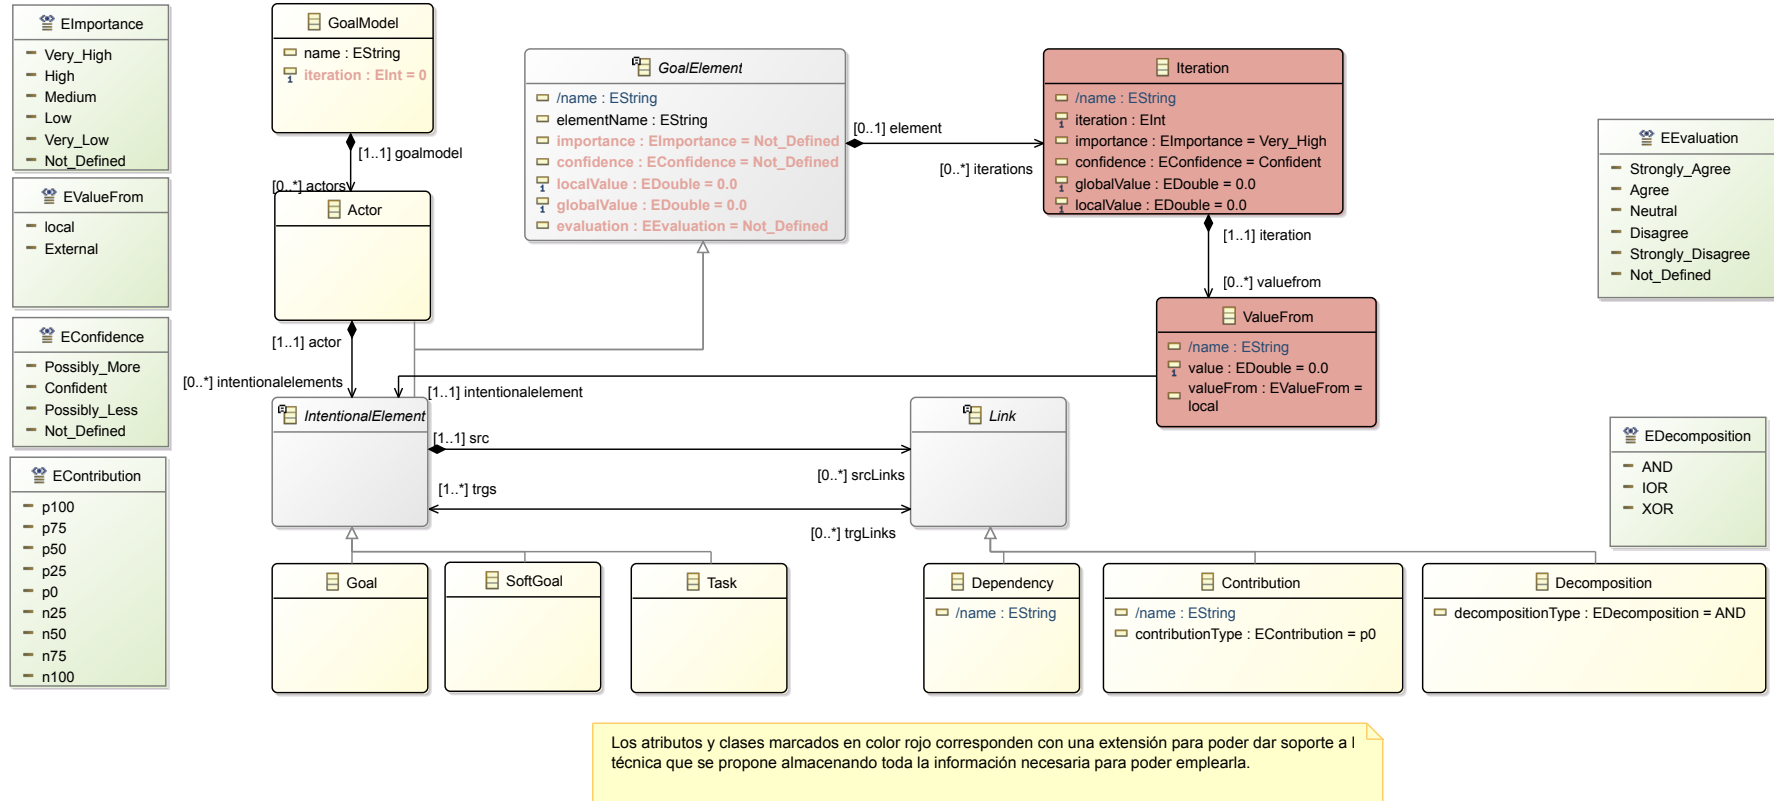 EImportance
Very_High
High
Medium
Low
Very_Low
Not_Defined
EValueFrom
local
External
EConfidence
Possibly_More
Confident
Possibly_Less
Not_Defined
EContribution
p100
p75
p50
p25
p0
n25
n50
n75
n100
GoalModel
name : EString
iteration : EInt = 0
[1..1] goalmodel
[0..*] actors
Actor
[1..1] actor
[0..*] intentionalelements
GoalElement
/name : EString
elementName : EString
importance : EImportance = Not_Defined
confidence : EConfidence = Not_Defined
localValue : EDouble = 0.0
globalValue : EDouble = 0.0
evaluation : EEvaluation = Not_Defined
[0..1] element
[0..*] iterations
Iteration
/name : EString
iteration : EInt
importance : EImportance = Very_High
confidence : EConfidence = Confident
globalValue : EDouble = 0.0
localValue : EDouble = 0.0
[1..1] iteration
[0..*] valuefrom
ValueFrom
/name : EString
value : EDouble = 0.0
valueFrom : EValueFrom =
local
[1..1] intentionalelement
EEvaluation
Strongly_Agree
Agree
Neutral
Disagree
Strongly_Disagree
Not_Defined
EDecomposition
AND
IOR
XOR
IntentionalElement
[1..1] src
[0..*] srcLinks
[1..*] trgs
[0..*] trgLinks
Link
Goal
SoftGoal
Task
Dependency
/name : EString
Contribution
/name : EString
contributionType : EContribution = p0
Decomposition
decompositionType : EDecomposition = AND
Los atributos y clases marcados en color rojo corresponden con una extensión para poder dar soporte a l
técnica que se propone almacenando toda la información necesaria para poder emplearla.